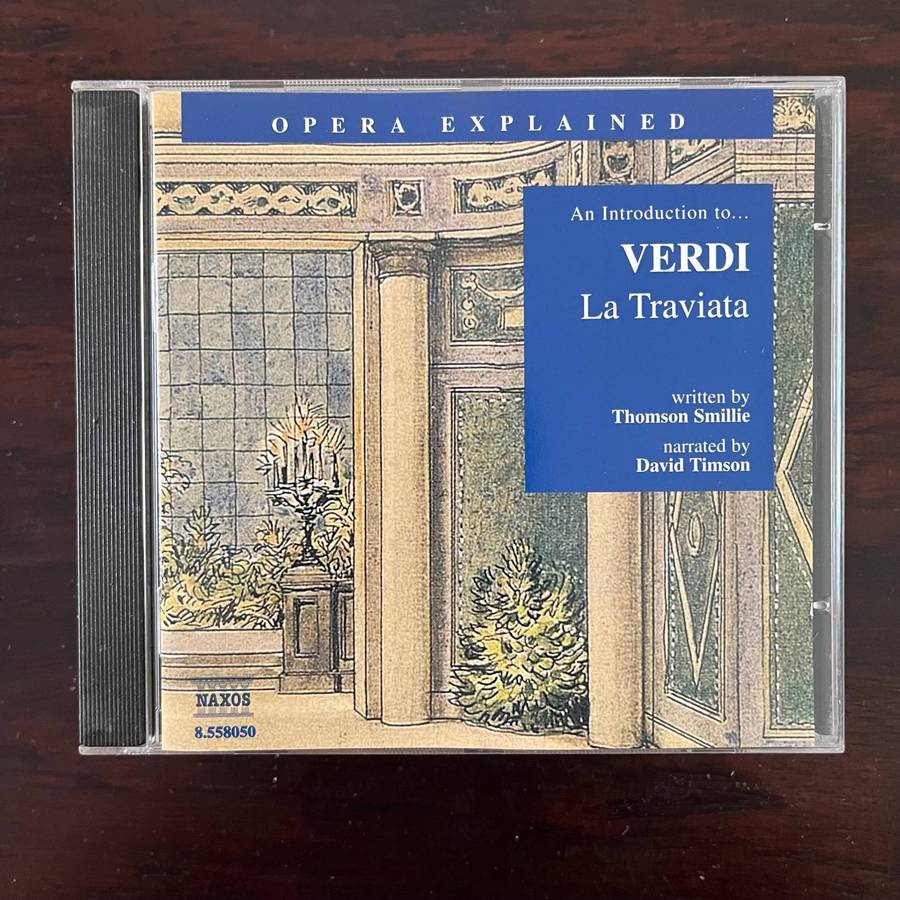 OPERA EXPLAINED
An Introduction to...
VERDI
La Traviata
written by
Thomson Smillie
narrated by
David Timson
NAXOS
8.558050